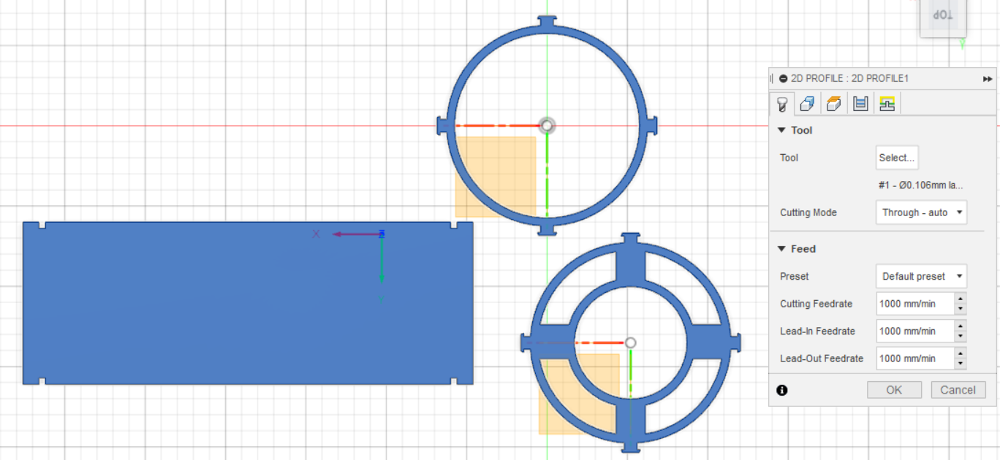 TOP
Y
2D PROFILE : 2D PROFILE1
Tool
Tool
Select...
#1 - Ø0.106mm la...
Cutting Mode
Through - auto
X
Z
Feed
Preset
Default preset
Cutting Feedrate
1000 mm/min
Lead-In Feedrate
1000 mm/min
Lead-Out Feedrate
1000 mm/min
OK
Cancel